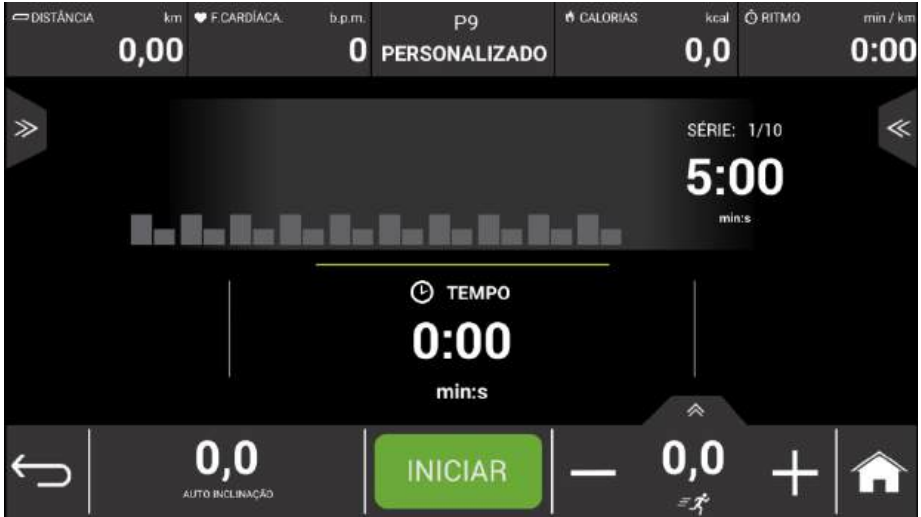 DISTÂNCIA km
0,00
F.CARDÍACA. b.p.m.
0
P9
PERSONALIZADO
CALORIAS kcal
0,0
RITMO min / km
0:00
SÉRIE: 1/10
5:00
min:s
TEMPO
0:00
min:s
0,0
AUTO INCLINAÇÃO
INICIAR
0,0